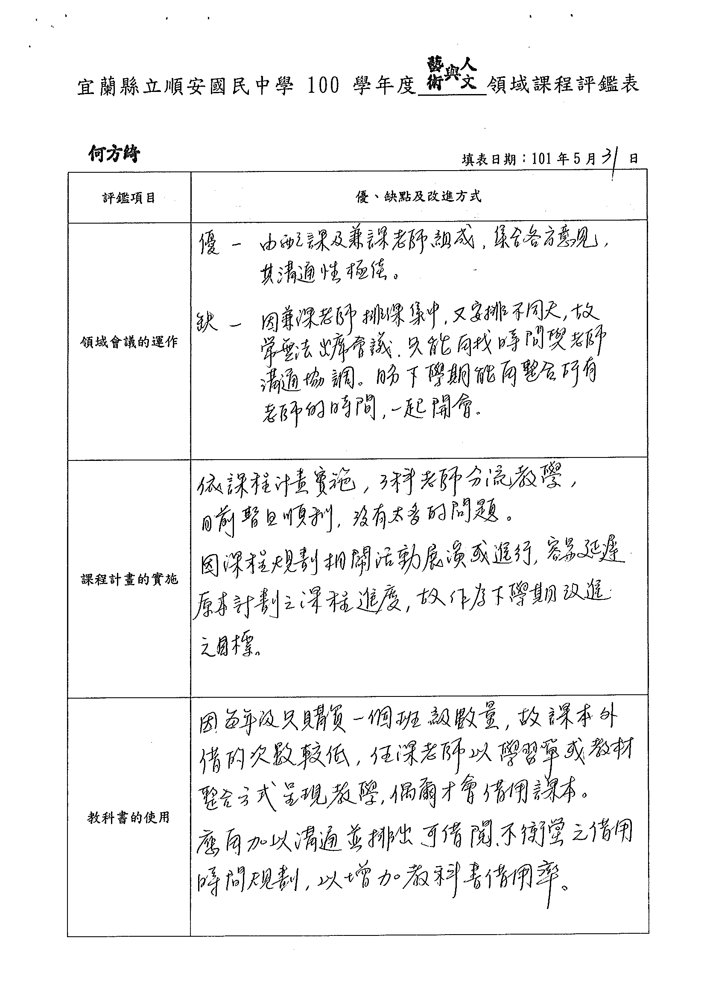 宜蘭縣立順安國民中學 100 學年度藝術與人文領域課程評鑑表
何方綺
填表日期：101 年 5 月 31 日
評鑑項目
優、缺點及改進方式
領域會議的運作
優 － 由配課及兼課老師組成，集合各方意見，
其溝通性極佳。
缺 － 因兼課老師排課集中，又安排不同天，故
常無法出席會議，只能再找時間與老師
溝通協調。盼下學期能再整合所有
老師的時間，一起開會。
課程計畫的實施
依課程計畫實施，3科老師分流教學，
目前暫且順利，沒有太多的問題。
因課程規劃相關活動展演或進行，容易延遲
原本計劃之課程進度，故作為下學期改進
之目標。
教科書的使用
因每年級只購買一個班級數量，故課本外
借的次數較低，任課老師以學習單或教材
整合方式呈現教學，偶爾才會借用課本。
應再加以溝通並排出可借閱、不衝堂之借用
時間規劃，以增加教科書借用率。